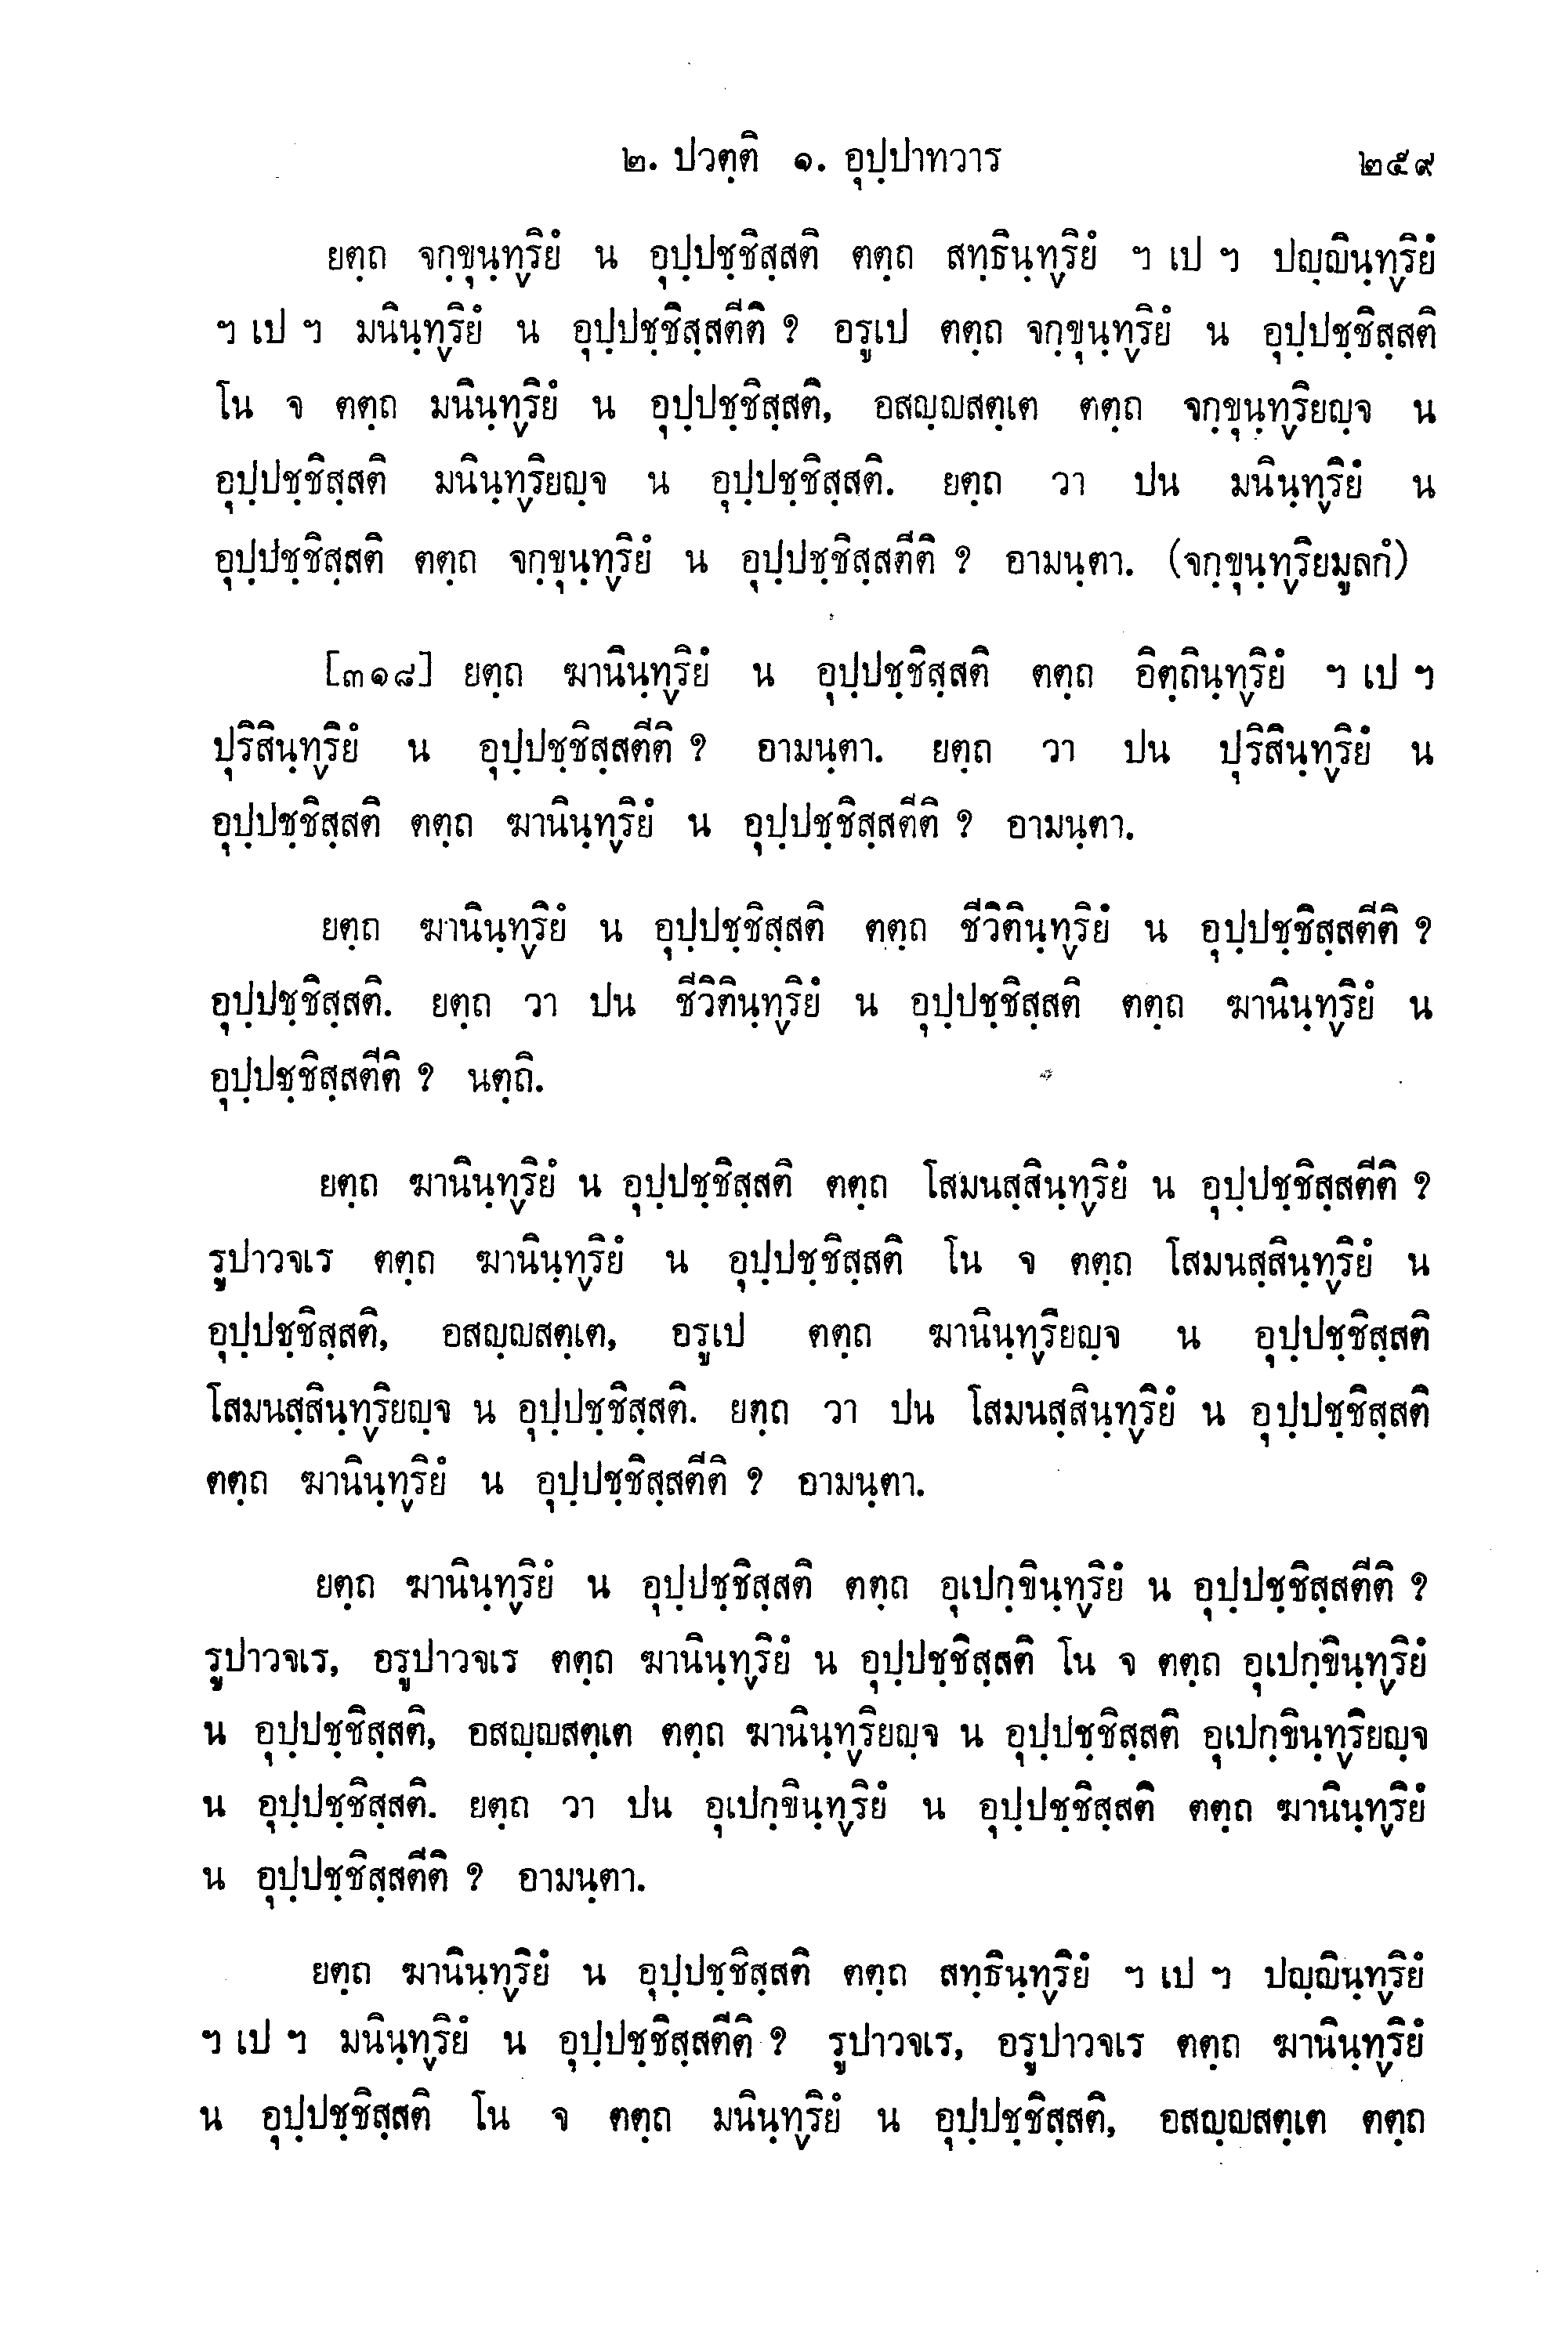 ๒. ปวตฺติ ๑. อุปฺปาทวาร ๒๕๙
ยตฺถ จกฺขุนฺทฺริยํ น อุปฺปชฺชิสฺสติ ตตฺถ สทฺธินฺทฺริยํ ฯ เป ฯ ปญฺญินฺทฺริยํ
ฯ เป ฯ มนินฺทฺริยํ น อุปฺปชฺชิสฺสตีติ ? อรูเป ตตฺถ จกฺขุนฺทฺริยํ น อุปฺปชฺชิสฺสติ
โน จ ตตฺถ มนินฺทฺริยํ น อุปฺปชฺชิสฺสติ, อสญฺญสตฺเต ตตฺถ จกฺขุนฺทฺริยญฺจ น
อุปฺปชฺชิสฺสติ มนินฺทฺริยญฺจ น อุปฺปชฺชิสฺสติ. ยตฺถ วา ปน มนินฺทฺริยํ น
อุปฺปชฺชิสฺสติ ตตฺถ จกฺขุนฺทฺริยํ น อุปฺปชฺชิสฺสตีติ ? อามนฺตา. (จกฺขุนฺทฺริยมูลกํ)
[๓๑๘] ยตฺถ ฆานินฺทฺริยํ น อุปฺปชฺชิสฺสติ ตตฺถ อิตฺถินฺทฺริยํ ฯ เป ฯ
ปุริสินฺทฺริยํ น อุปฺปชฺชิสฺสตีติ ? อามนฺตา. ยตฺถ วา ปน ปุริสินฺทฺริยํ น
อุปฺปชฺชิสฺสติ ตตฺถ ฆานินฺทฺริยํ น อุปฺปชฺชิสฺสตีติ ? อามนฺตา.
ยตฺถ ฆานินฺทฺริยํ น อุปฺปชฺชิสฺสติ ตตฺถ ชีวิตินฺทฺริยํ น อุปฺปชฺชิสฺสตีติ ?
อุปฺปชฺชิสฺสติ. ยตฺถ วา ปน ชีวิตินฺทฺริยํ น อุปฺปชฺชิสฺสติ ตตฺถ ฆานินฺทฺริยํ น
อุปฺปชฺชิสฺสตีติ ? นตฺถิ.
ยตฺถ ฆานินฺทฺริยํ น อุปฺปชฺชิสฺสติ ตตฺถ โสมนสฺสินฺทฺริยํ น อุปฺปชฺชิสฺสตีติ ?
รูปาวจเร ตตฺถ ฆานินฺทฺริยํ น อุปฺปชฺชิสฺสติ โน จ ตตฺถ โสมนสฺสินฺทฺริยํ น
อุปฺปชฺชิสฺสติ, อสญฺญสตฺเต, อรูเป ตตฺถ ฆานินฺทฺริยญฺจ น อุปฺปชฺชิสฺสติ
โสมนสฺสินฺทฺริยญฺจ น อุปฺปชฺชิสฺสติ. ยตฺถ วา ปน โสมนสฺสินฺทฺริยํ น อุปฺปชฺชิสฺสติ
ตตฺถ ฆานินฺทฺริยํ น อุปฺปชฺชิสฺสตีติ ? อามนฺตา.
ยตฺถ ฆานินฺทฺริยํ น อุปฺปชฺชิสฺสติ ตตฺถ อุเปกฺขินฺทฺริยํ น อุปฺปชฺชิสฺสตีติ ?
รูปาวจเร, อรูปาวจเร ตตฺถ ฆานินฺทฺริยํ น อุปฺปชฺชิสฺสติ โน จ ตตฺถ อุเปกฺขินฺทฺริยํ
น อุปฺปชฺชิสฺสติ, อสญฺญสตฺเต ตตฺถ ฆานินฺทฺริยญฺจ น อุปฺปชฺชิสฺสติ อุเปกฺขินฺทฺริยญฺจ
น อุปฺปชฺชิสฺสติ. ยตฺถ วา ปน อุเปกฺขินฺทฺริยํ น อุปฺปชฺชิสฺสติ ตตฺถ ฆานินฺทฺริยํ
น อุปฺปชฺชิสฺสตีติ ? อามนฺตา.
ยตฺถ ฆานินฺทฺริยํ น อุปฺปชฺชิสฺสติ ตตฺถ สทฺธินฺทฺริยํ ฯ เป ฯ ปญฺญินฺทฺริยํ
ฯ เป ฯ มนินฺทฺริยํ น อุปฺปชฺชิสฺสตีติ ? รูปาวจเร, อรูปาวจเร ตตฺถ ฆานินฺทฺริยํ
น อุปฺปชฺชิสฺสติ โน จ ตตฺถ มนินฺทฺริยํ น อุปฺปชฺชิสฺสติ, อสญฺญสตฺเต ตตฺถ